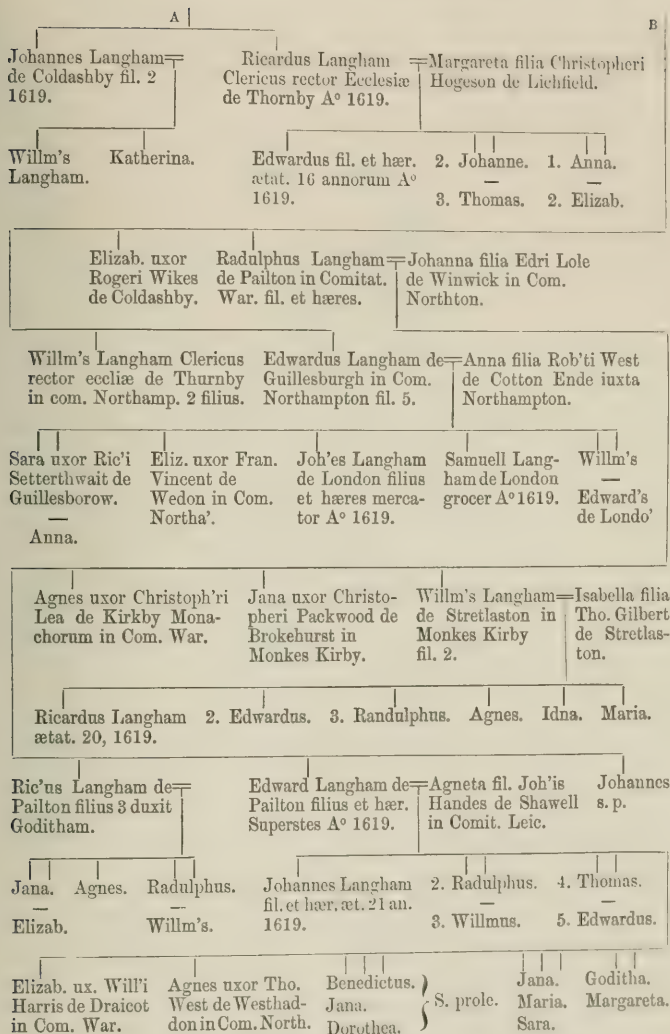 A
B
Johannes Langham
de Coldashby fil. 2
1619.
Ricardus Langham
Clericus rector Ecclesiæ
de Thornby Aº 1619.
Margareta filia Christopheri
Hogeson de Lichfield.
Willm's
Langham.
Katherina.
Edwardus fil. et hær.
ætat. 16 annorum Aº
1619.
2. Johanne.
—
3. Thomas.
1. Anna.
—
2. Elizab.
Elizab. uxor
Rogeri Wikes
de Coldashby.
Radulphus Langham
de Pailton in Comitat.
War. fil. et hæres.
Johanna filia Edri Lole
de Winwick in Com.
Northton.
Willm's Langham Clericus
rector eccliæ de Thurnby
in com. Northamp. 2 filius.
Edwardus Langham de
Guillesburgh in Com.
Northampton fil. 5.
Anna filia Rob'ti West
de Cotton Ende iuxta
Northampton.
Sara uxor Ric'i
Setterthwait de
Guillesborow.
—
Anna.
Eliz. uxor Fran.
Vincent de
Wedon in Com.
Northa'.
Joh'es Langham
de London filius
et hæres merca-
tor Aº 1619.
Samuell Lang-
ham de London
grocer Aº 1619.
Willm's
—
Edward's
de Londo'
Agnes uxor Christoph'ri
Lea de Kirkby Mona-
chorum in Com. War.
Jana uxor Christo-
pheri Packwood de
Brokehurst in
Monkes Kirby.
Willm's Langham
de Stretlaston in
Monkes Kirby
fil. 2.
Isabella filia
Tho. Gilbert
de Stretlas-
ton.
Ricardus Langham
ætat. 20, 1619.
2. Edwardus.
3. Randulphus.
Agnes.
Idna.
Maria.
Ric'us Langham de
Pailton filius 3 duxit
Goditham.
Edward Langham de
Pailton filius et hær.
Superstes Aº 1619.
Agneta fil. Joh'is
Handes de Shawell
in Comit. Leic.
Johannes
s. p.
Jana.
—
Elizab.
Agnes.
Radulphus.
—
Willm's.
Johannes Langham
fil. et hær. æt. 21 an.
1619.
2. Radulphus.
—
3. Willmus.
4. Thomas.
—
5. Edwardus.
Elizab. ux. Will'i
Harris de Draicot
in Com. War.
Agnes uxor Tho.
West de Westhad-
don in Com. North.
Benedictus.
Jana.
Dorothea.
S. prole.
Jana.
Maria.
Sara.
Goditha.
Margareta.